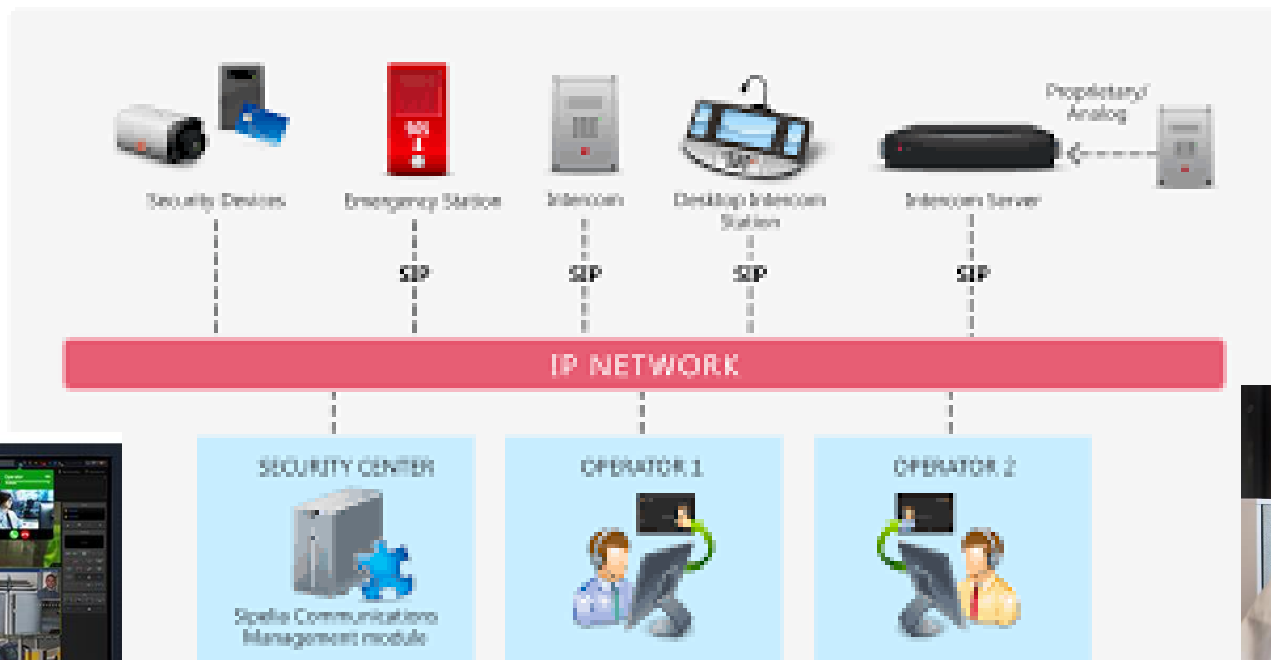 Proprietary/
Analog
Security Devices
Emergency Station
Intercom
Desktop Intercom
Station
Intercom Server
SIP
SIP
SIP
SIP
IP NETWORK
SECURITY CENTER
OPERATOR 1
OPERATOR 2
Sipelia Communications
Management module